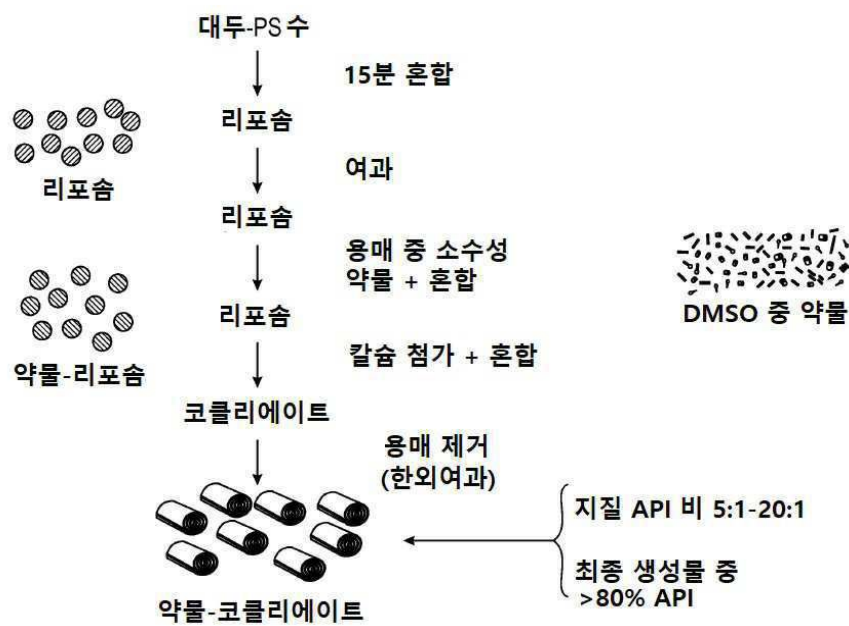 대두-PS 수
15분 혼합
리포솜
리포솜
여과
리포솜
용매 중 소수성
약물 + 혼합
DMSO 중 약물
리포솜
약물-리포솜
칼슘 첨가 + 혼합
코클리에이트
용매 제거
(한외여과)
지질 API 비 5:1-20:1
최종 생성물 중
>80% API
약물-코클리에이트